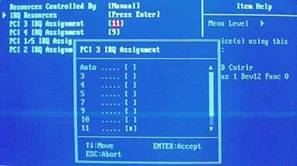 Resources Controlled By [Manual]
IRQ Resources [Press Enter]
PCI 3 IRQ Assignment [11]
PCI 4 IRQ Assignment [9]
PCI 1/5 IRQ Assig
PCI 2 IRQ Assignm
Item Help
Menu Level
ice(s) using this
:
D Cntrlr
us 1 Dev12 Func 0
PCI 3 IRQ Assignment
Auto ..... [ ]
3 ..... [ ]
4 ..... [ ]
5 ..... [ ]
7 ..... [ ]
9 ..... [ ]
10 ..... [ ]
11 ..... [■]
↑↓:Move ENTER:Accept
ESC:Abort